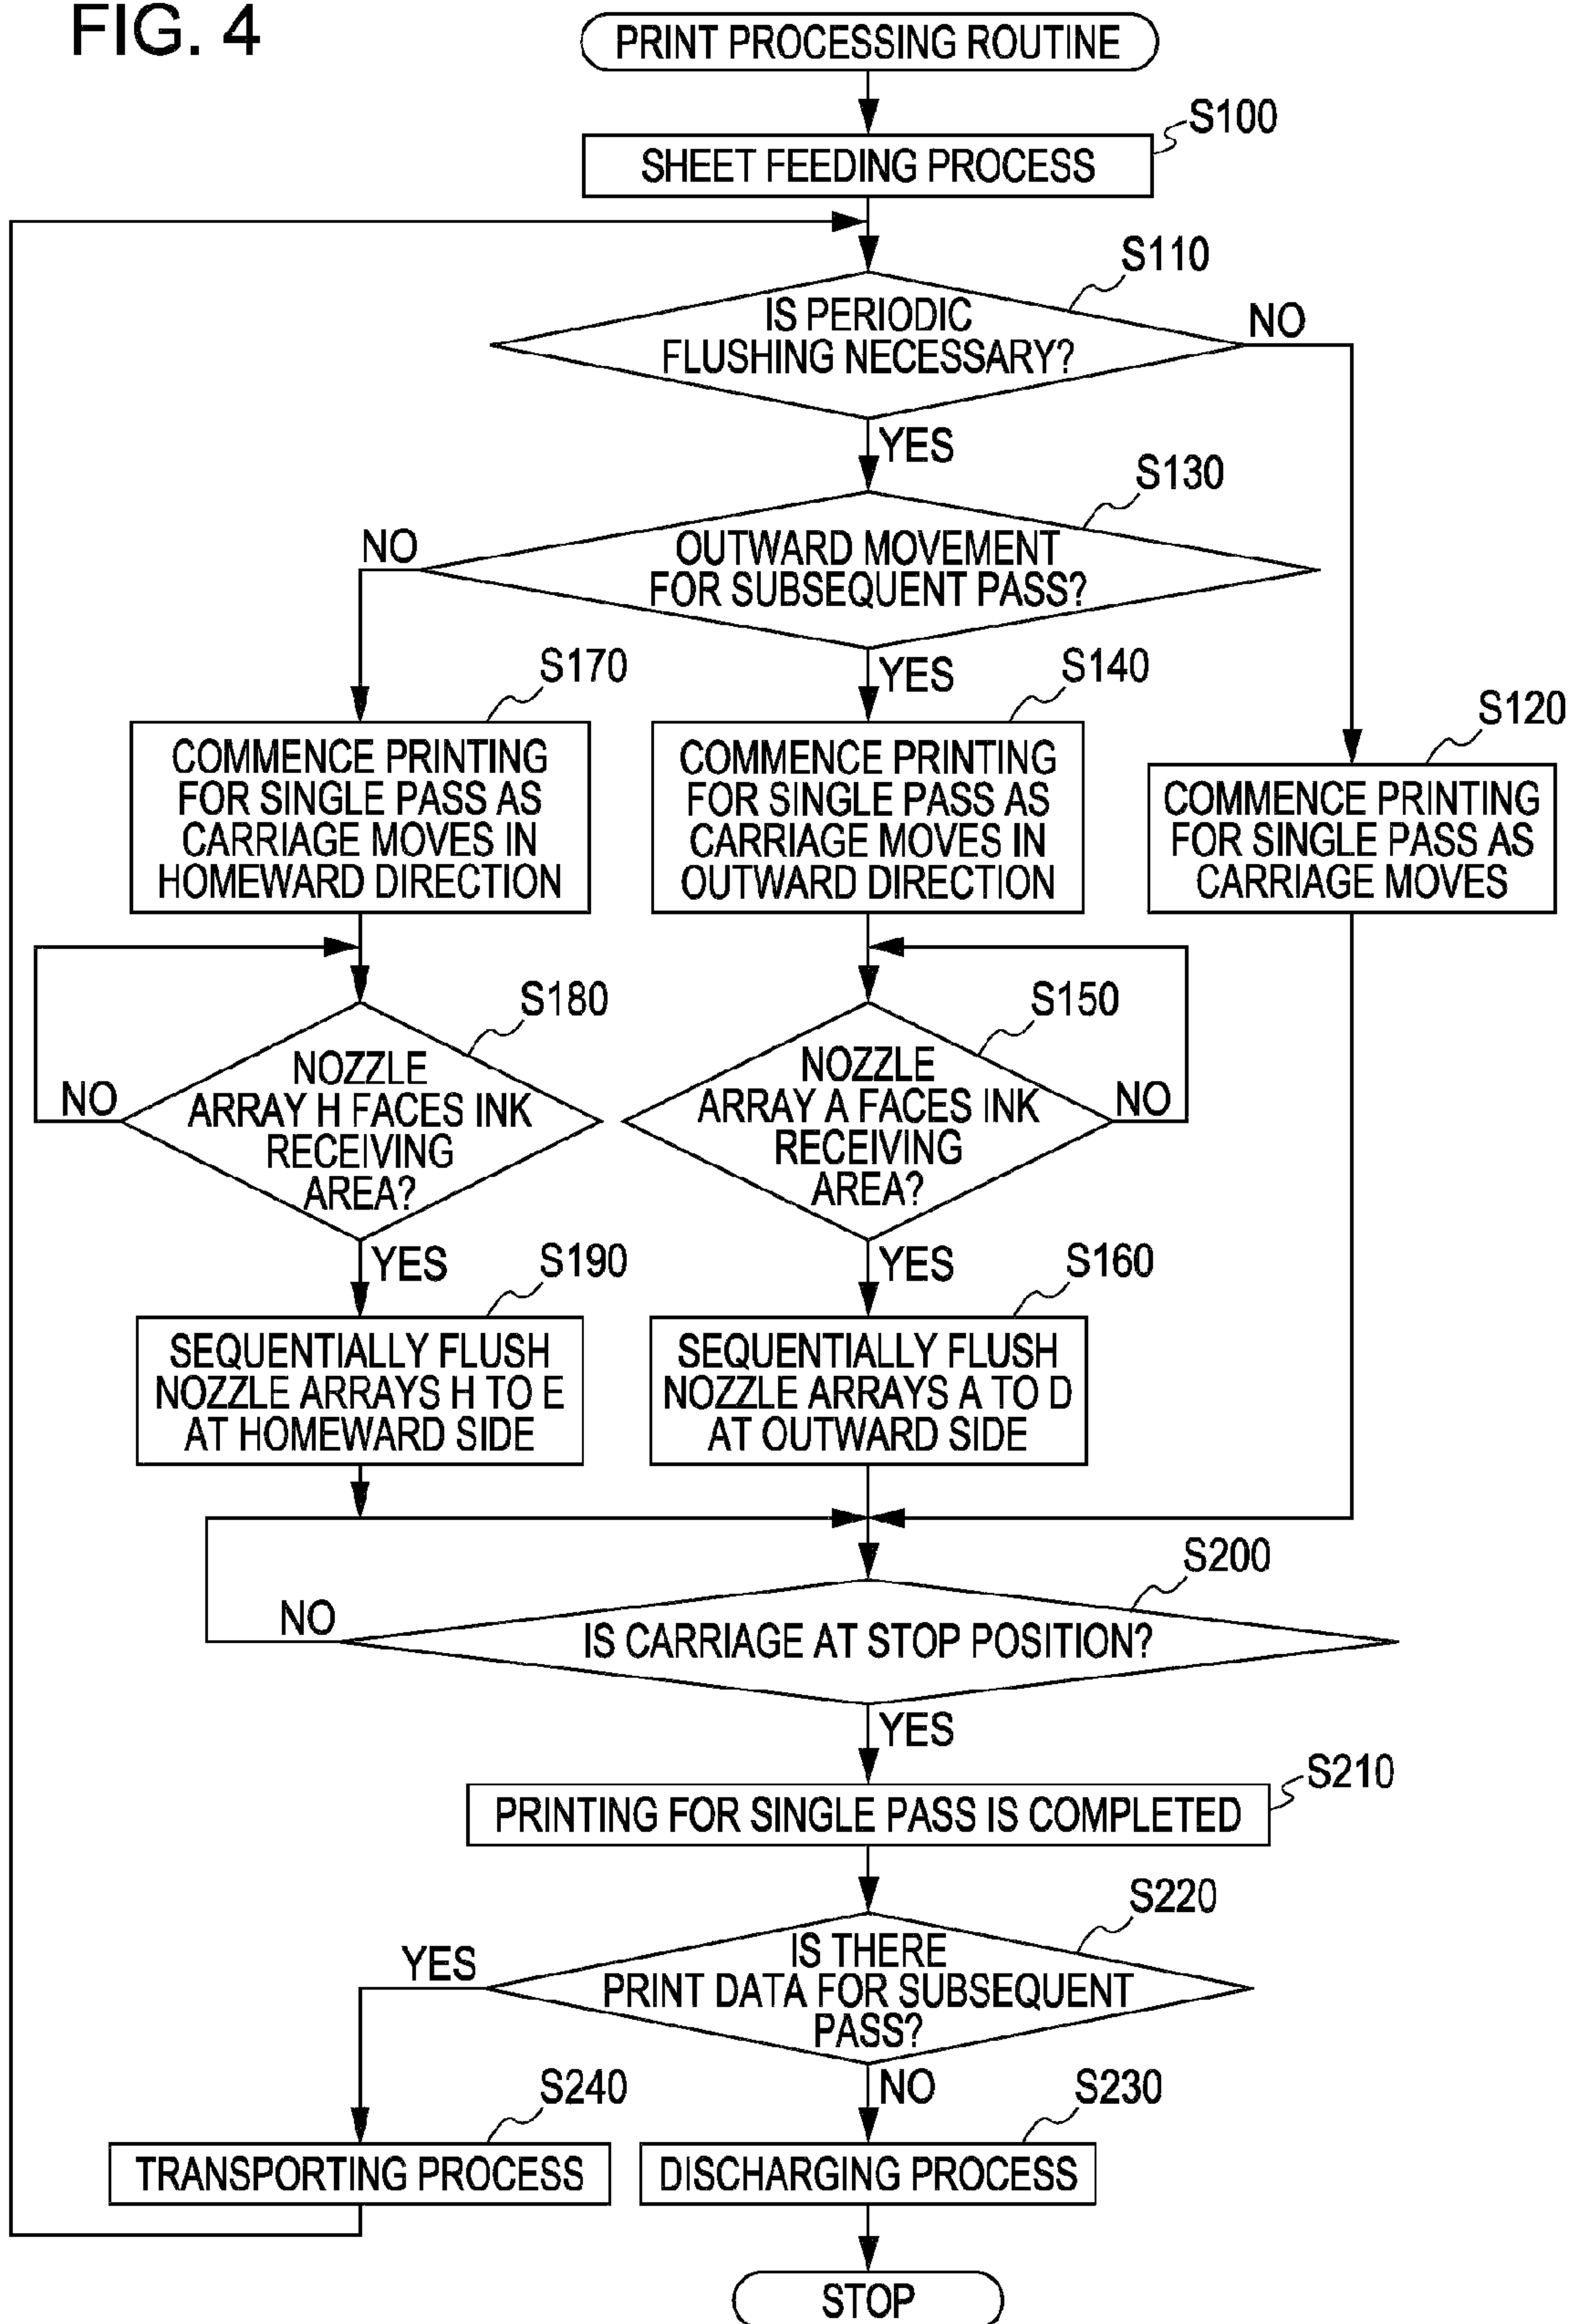 FIG. 4
PRINT PROCESSING ROUTINE
S100
SHEET FEEDING PROCESS
S110
IS PERIODIC
FLUSHING NECESSARY?
NO
YES
S130
OUTWARD MOVEMENT
FOR SUBSEQUENT PASS?
NO
YES
S170
COMMENCE PRINTING
FOR SINGLE PASS AS
CARRIAGE MOVES IN
HOMEWARD DIRECTION
S140
COMMENCE PRINTING
FOR SINGLE PASS AS
CARRIAGE MOVES IN
OUTWARD DIRECTION
S120
COMMENCE PRINTING
FOR SINGLE PASS AS
CARRIAGE MOVES
S180
NOZZLE
ARRAY H FACES INK
RECEIVING
AREA?
NO
YES
S150
NOZZLE
ARRAY A FACES INK
RECEIVING
AREA?
NO
YES
S190
SEQUENTIALLY FLUSH
NOZZLE ARRAYS H TO E
AT HOMEWARD SIDE
S160
SEQUENTIALLY FLUSH
NOZZLE ARRAYS A TO D
AT OUTWARD SIDE
S200
IS CARRIAGE AT STOP POSITION?
NO
YES
S210
PRINTING FOR SINGLE PASS IS COMPLETED
S220
IS THERE
PRINT DATA FOR SUBSEQUENT
PASS?
YES
NO
S240
TRANSPORTING PROCESS
S230
DISCHARGING PROCESS
STOP